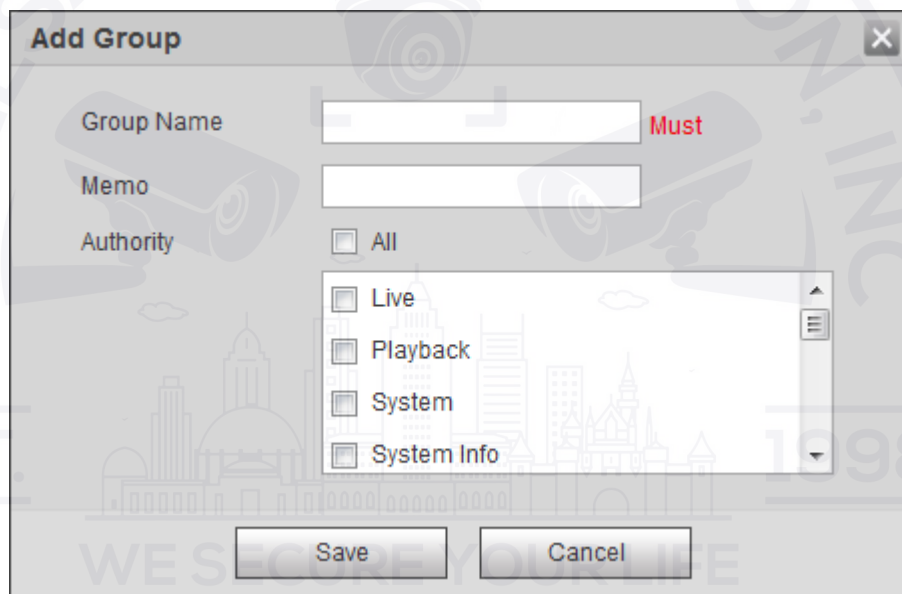 Add Group
Group Name Must
Memo
Authority All
Live
Playback
System
System Info
1998
Save Cancel
WE SECURE YOUR LIFE